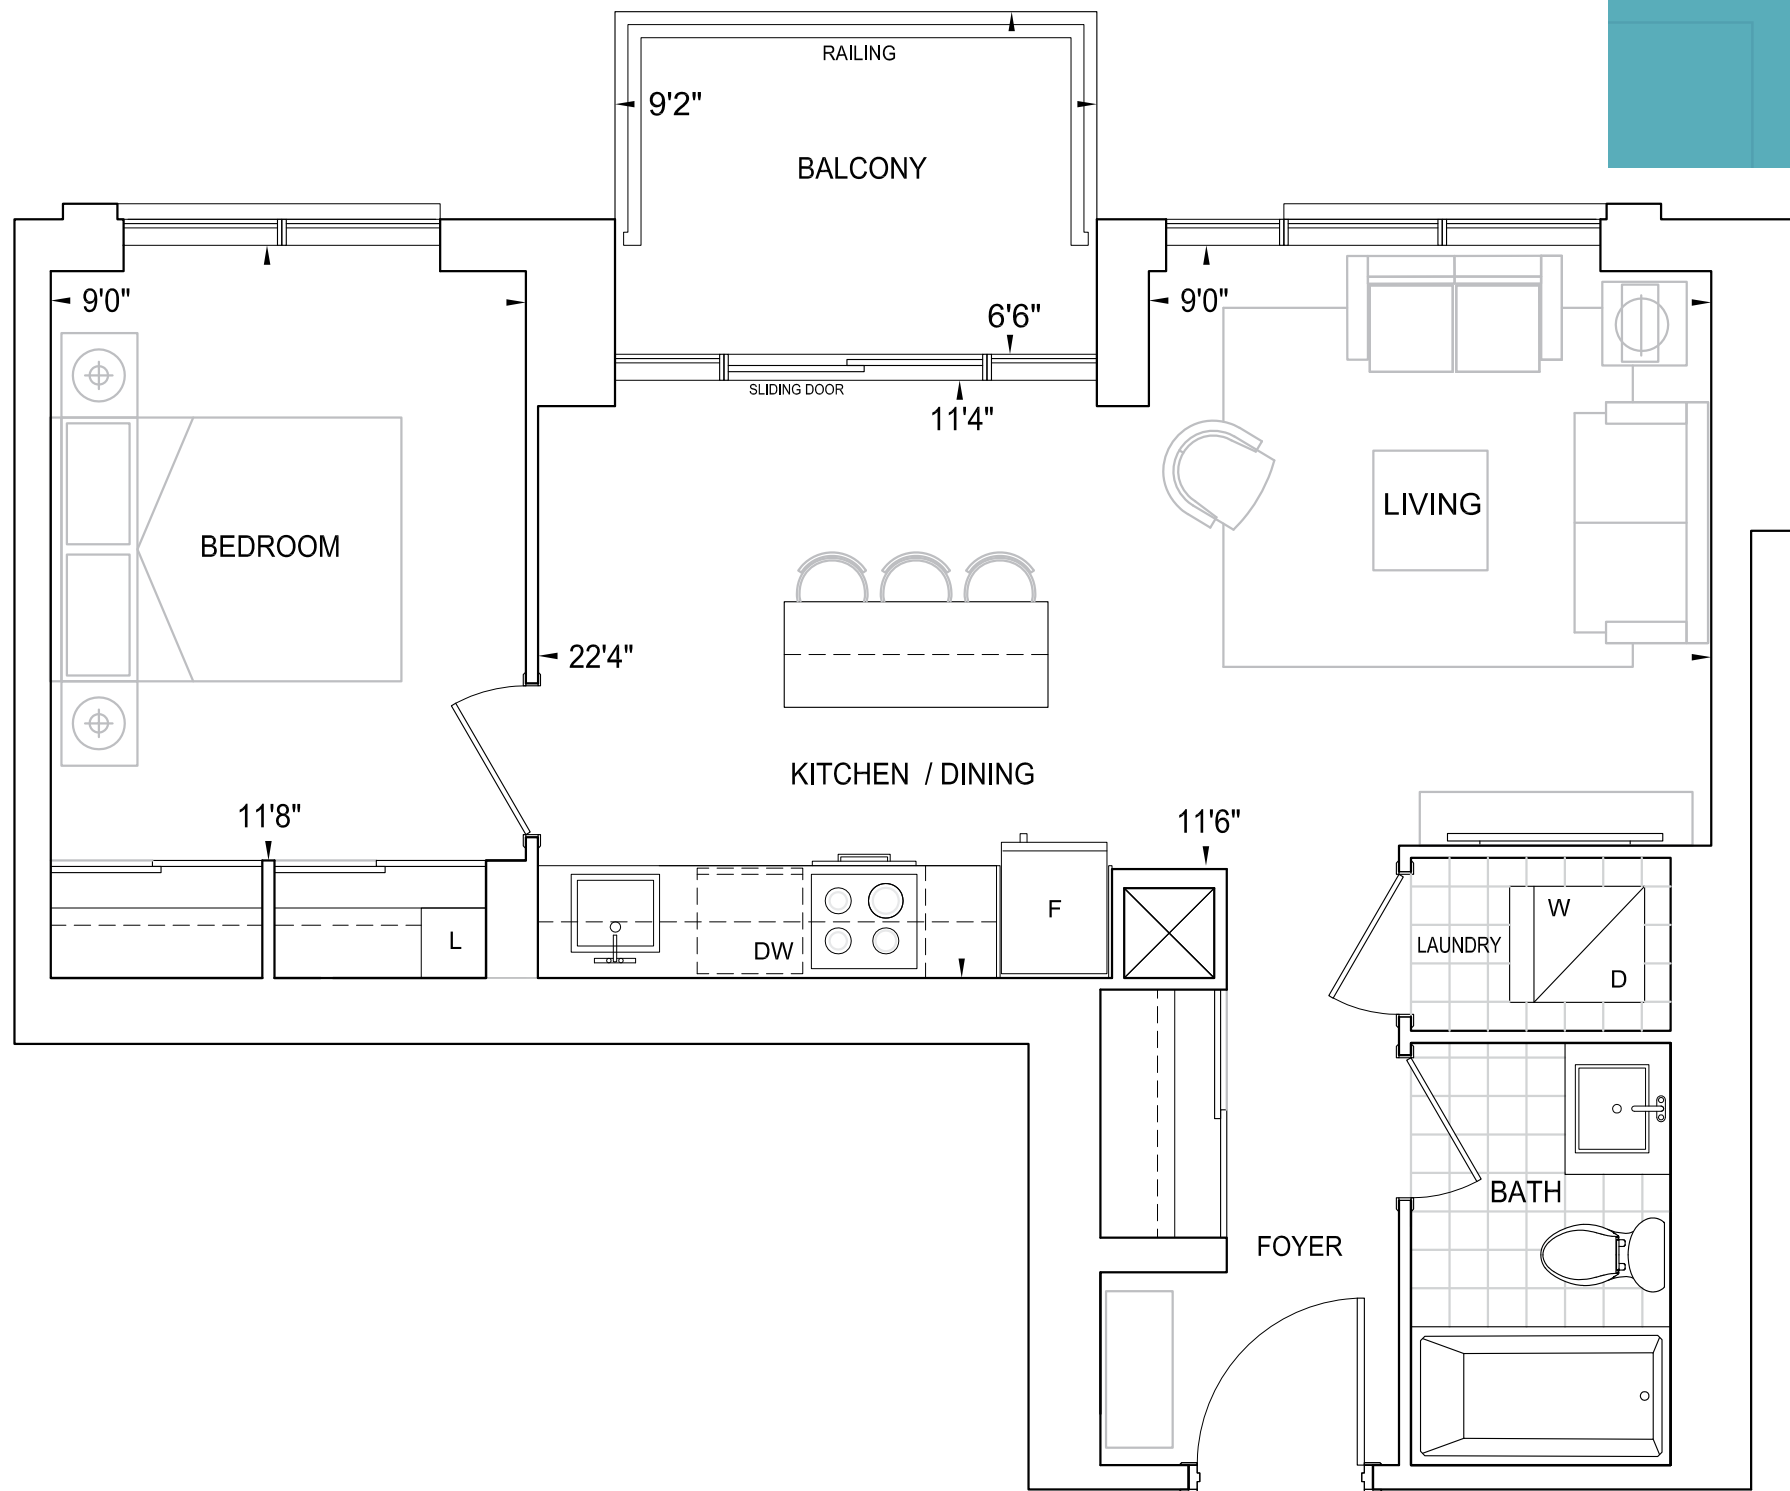 RAILING
9'2"
BALCONY
9'0"
6'6"
9'0"
SLIDING DOOR
11'4"
LIVING
BEDROOM
22'4"
KITCHEN / DINING
11'8"
11'6"
F
W
L
DW
LAUNDRY
D
BATH
FOYER